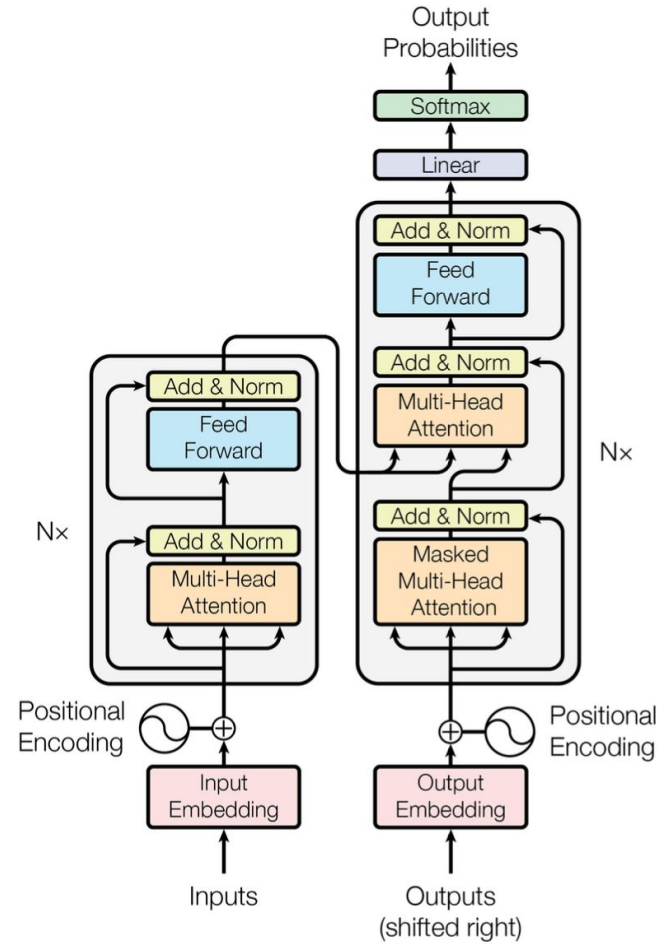 Output
Probabilities
Softmax
Linear
Add & Norm
Feed
Forward
Add & Norm
Multi-Head
Attention
Add & Norm
Masked
Multi-Head
Attention
N×
Add & Norm
Feed
Forward
Add & Norm
Multi-Head
Attention
N×
Positional
Encoding
Positional
Encoding
Input
Embedding
Output
Embedding
Inputs
Outputs
(shifted right)